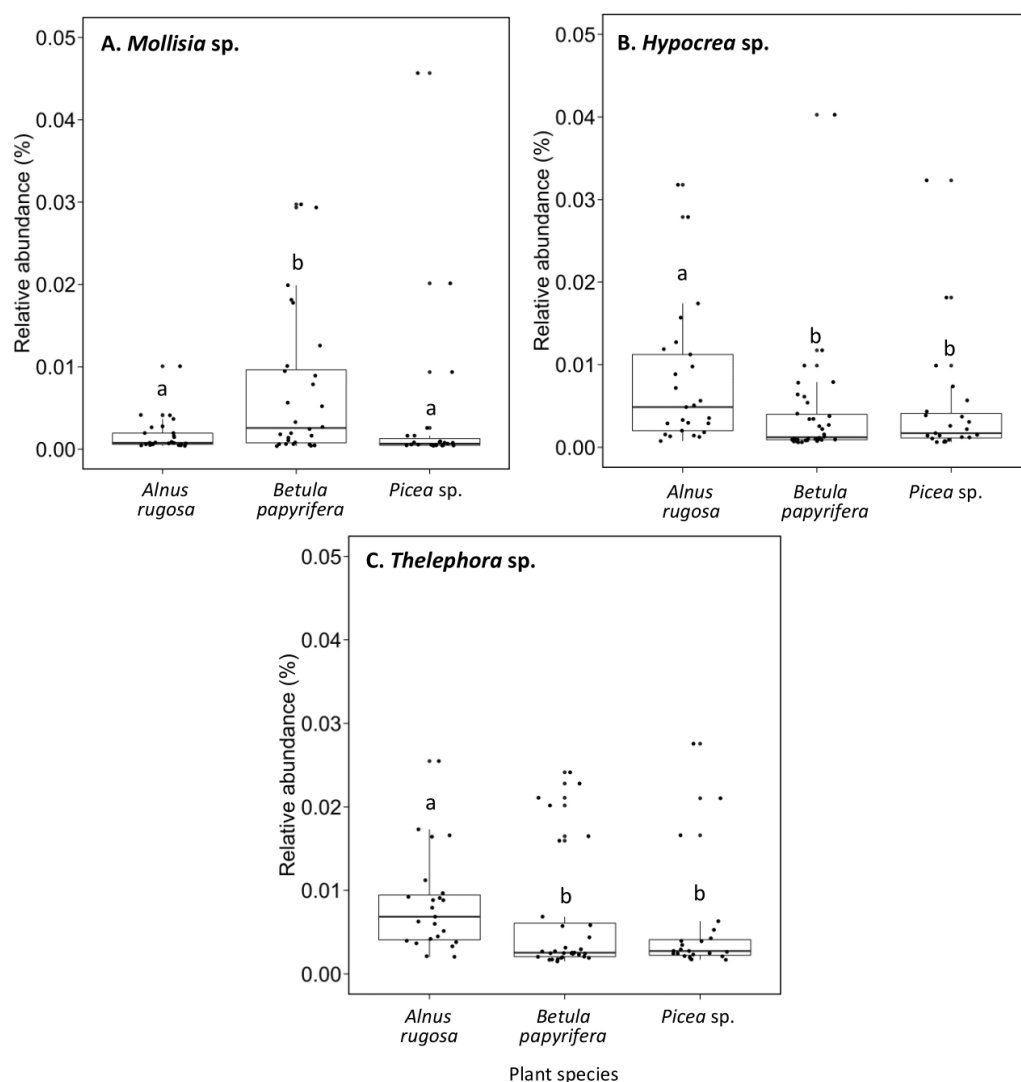 A. Mollisia sp.
Relative abundance (%)
0.05
0.04
0.03
0.02
0.01
0.00
a
b
a
Alnus rugosa
Betula papyrifera
Picea sp.
B. Hypocrea sp.
Relative abundance (%)
0.05
0.04
0.03
0.02
0.01
0.00
a
b
b
Alnus rugosa
Betula papyrifera
Picea sp.
C. Thelephora sp.
Relative abundance (%)
0.05
0.04
0.03
0.02
0.01
0.00
a
b
b
Alnus rugosa
Betula papyrifera
Picea sp.
Plant species